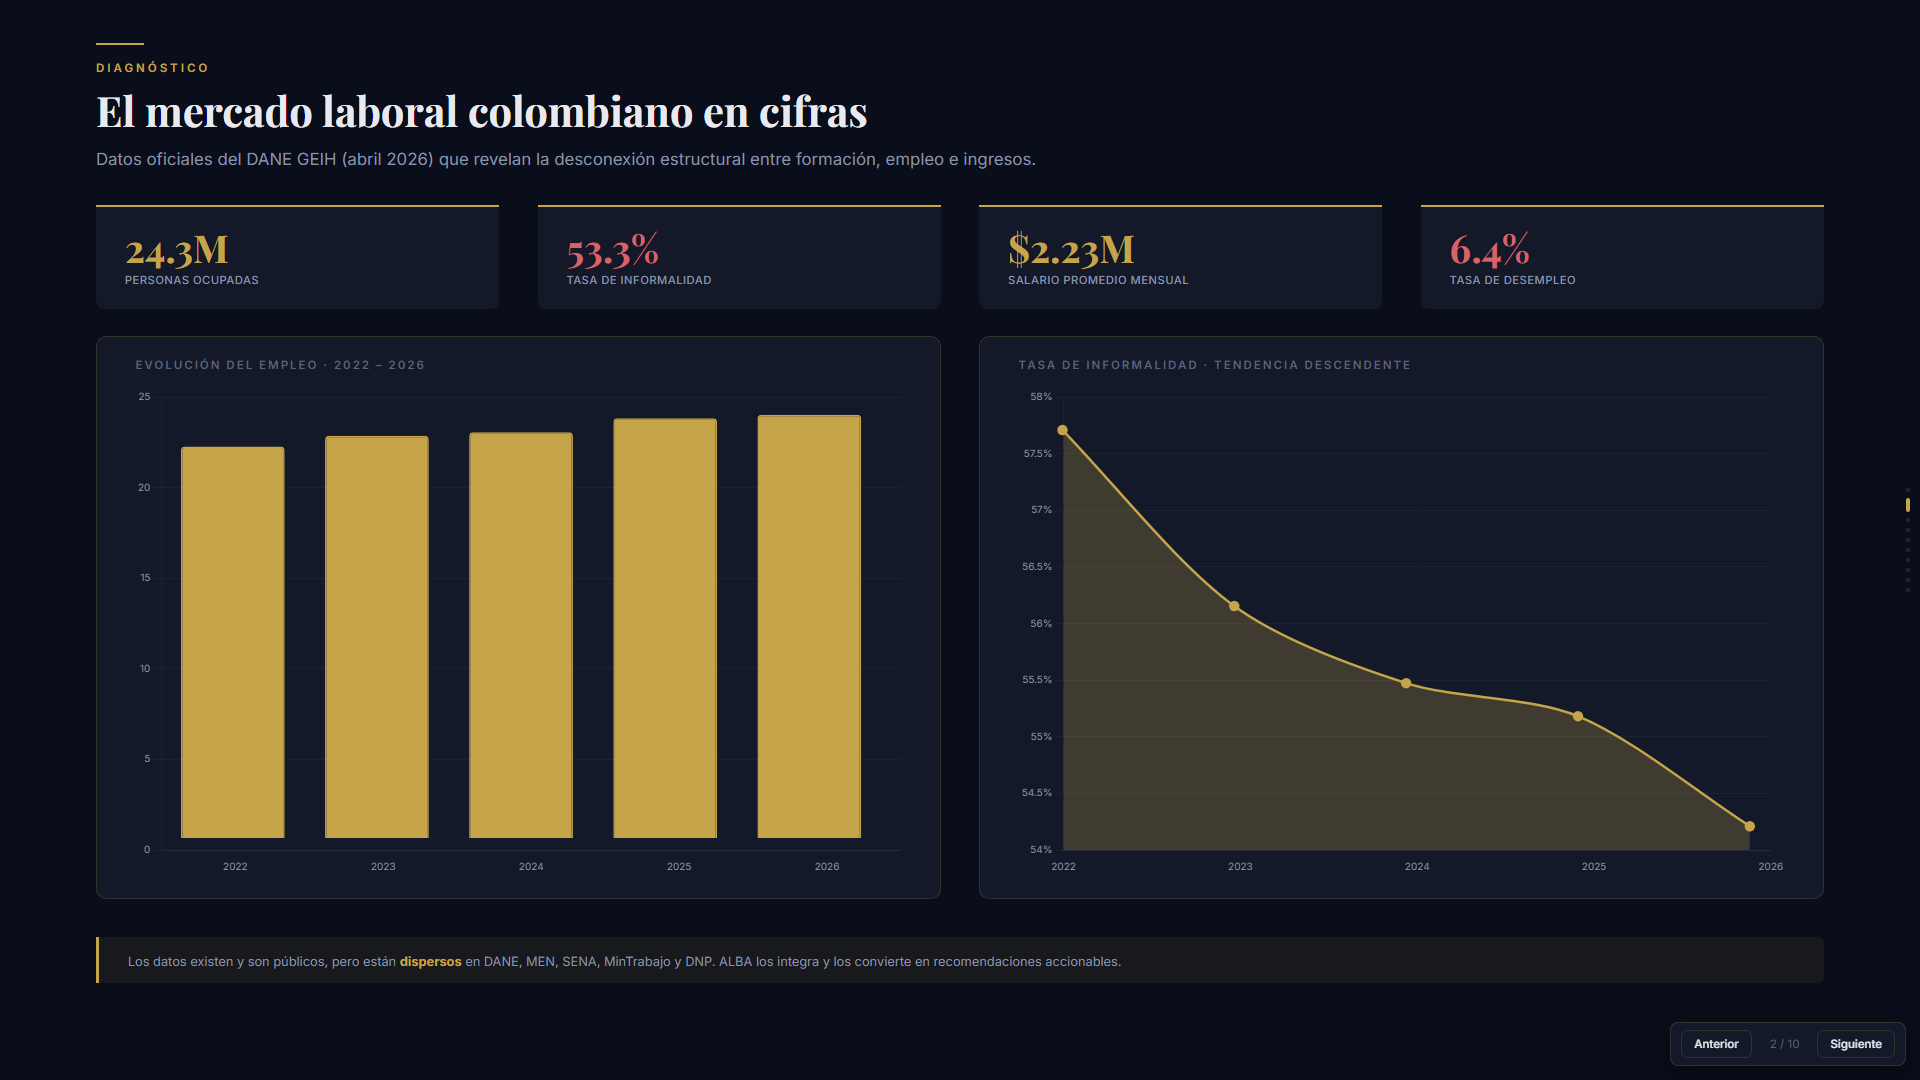 DIAGNÓSTICO
El mercado laboral colombiano en cifras
Datos oficiales del DANE GEIH (abril 2026) que revelan la desconexión estructural entre formación, empleo e ingresos.
24.3M
PERSONAS OCUPADAS
53.3%
TASA DE INFORMALIDAD
$2.23M
SALARIO PROMEDIO MENSUAL
6.4%
TASA DE DESEMPLEO
EVOLUCIÓN DEL EMPLEO · 2022 – 2026
25
20
15
10
5
0
2022 2023 2024 2025 2026
TASA DE INFORMALIDAD · TENDENCIA DESCENDENTE
58%
57.5%
57%
56.5%
56%
55.5%
55%
54.5%
54%
2022 2023 2024 2025 2026
Los datos existen y son públicos, pero están dispersos en DANE, MEN, SENA, MinTrabajo y DNP. ALBA los integra y los convierte en recomendaciones accionables.
Anterior 2 / 10 Siguiente